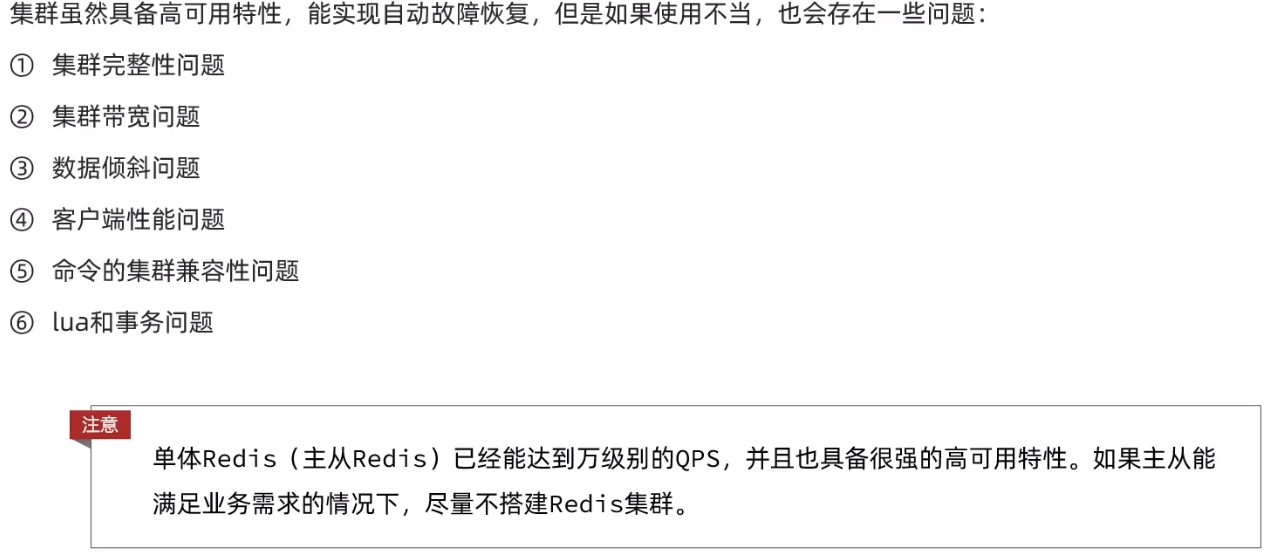 集群虽然具备高可用特性，能实现自动故障恢复，但是如果使用不当，也会存在一些问题：
① 集群完整性问题
② 集群带宽问题
③ 数据倾斜问题
④ 客户端性能问题
⑤ 命令的集群兼容性问题
⑥ lua和事务问题
注意
单体Redis（主从Redis）已经能达到万级别的QPS，并且也具备很强的高可用特性。如果主从能
满足业务需求的情况下，尽量不搭建Redis集群。